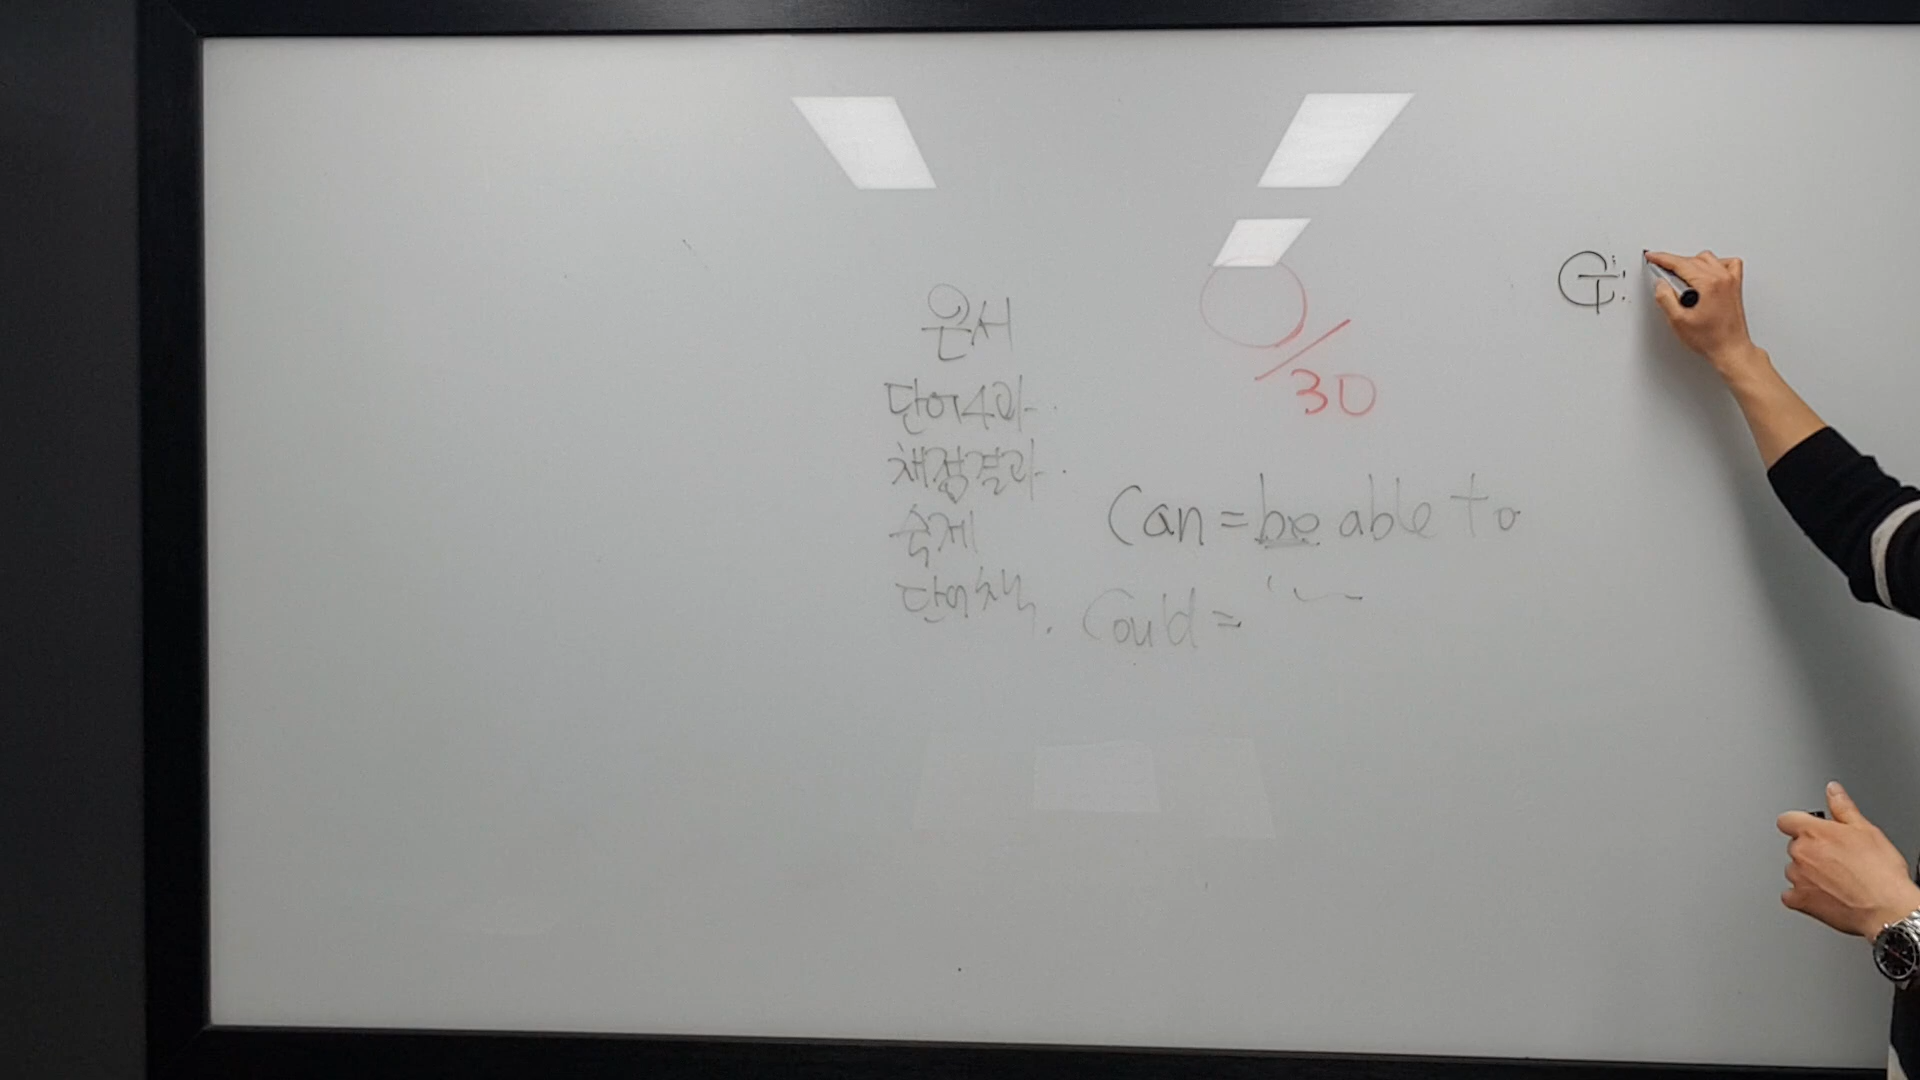 은서
단어4과.
채점결과.
숙제
단어책.
/30
Can = be able to
Could =
G: